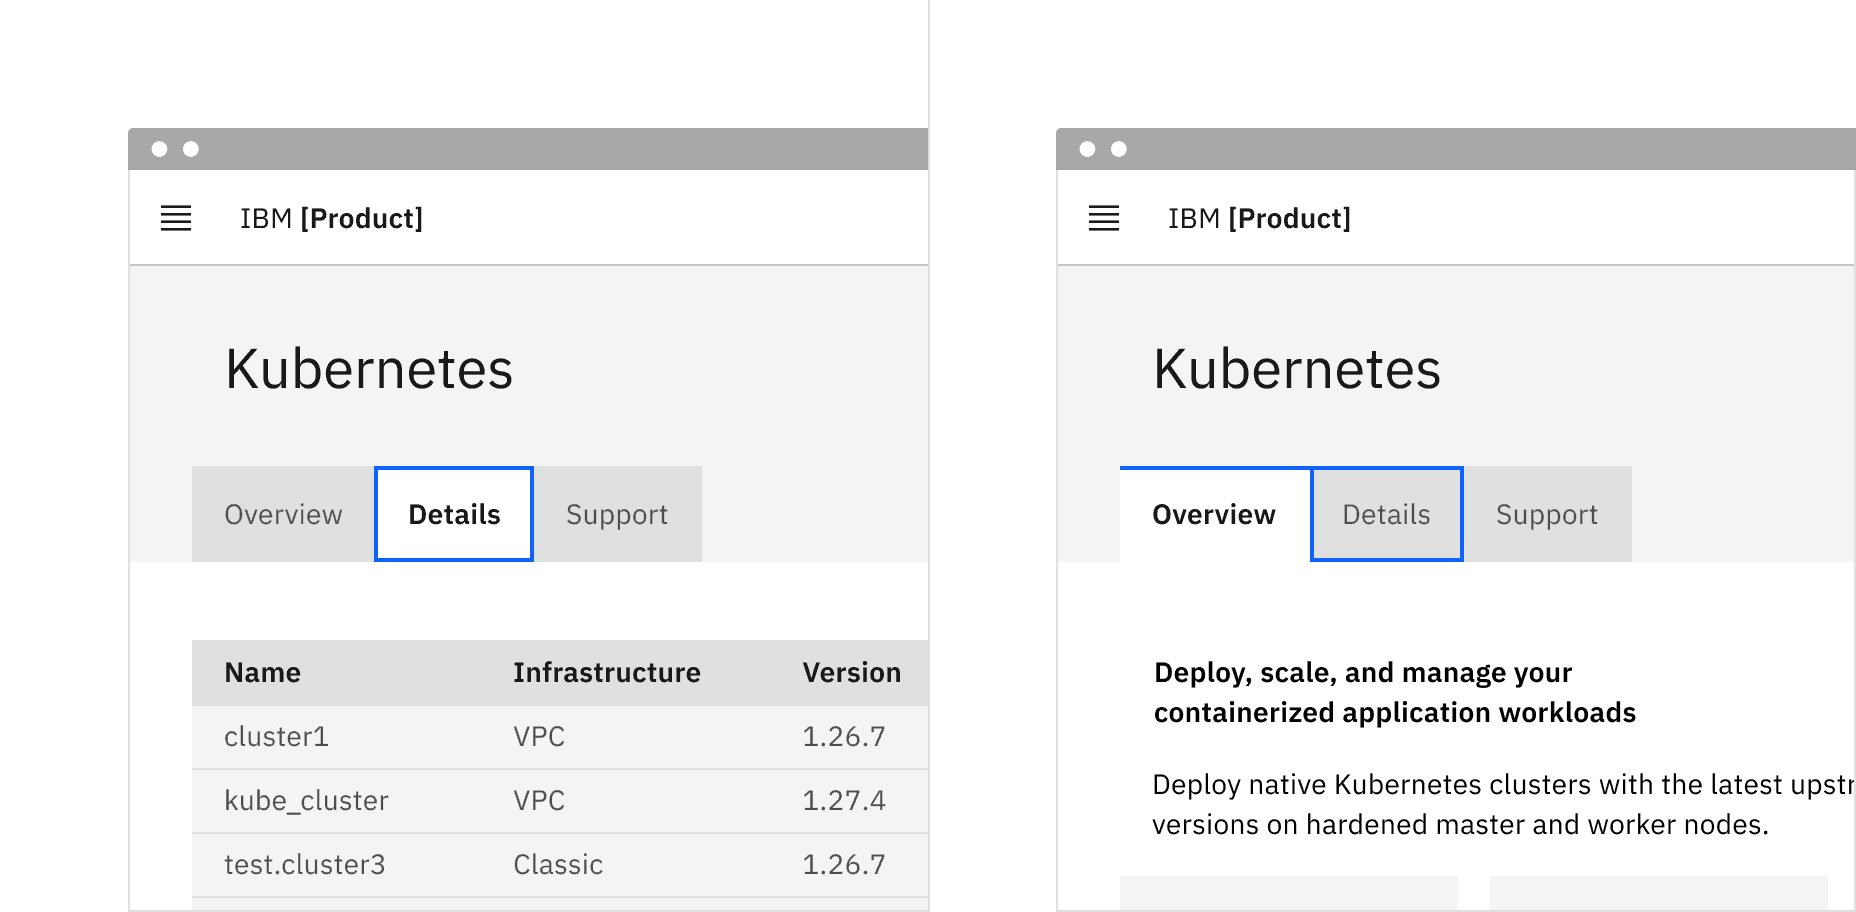 IBM [Product]
Kubernetes
Overview Details Support
Name Infrastructure Version
cluster1 VPC 1.26.7
kube_cluster VPC 1.27.4
test.cluster3 Classic 1.26.7
IBM [Product]
Kubernetes
Overview Details Support
Deploy, scale, and manage your
containerized application workloads
Deploy native Kubernetes clusters with the latest
versions on hardened master and worker nodes.